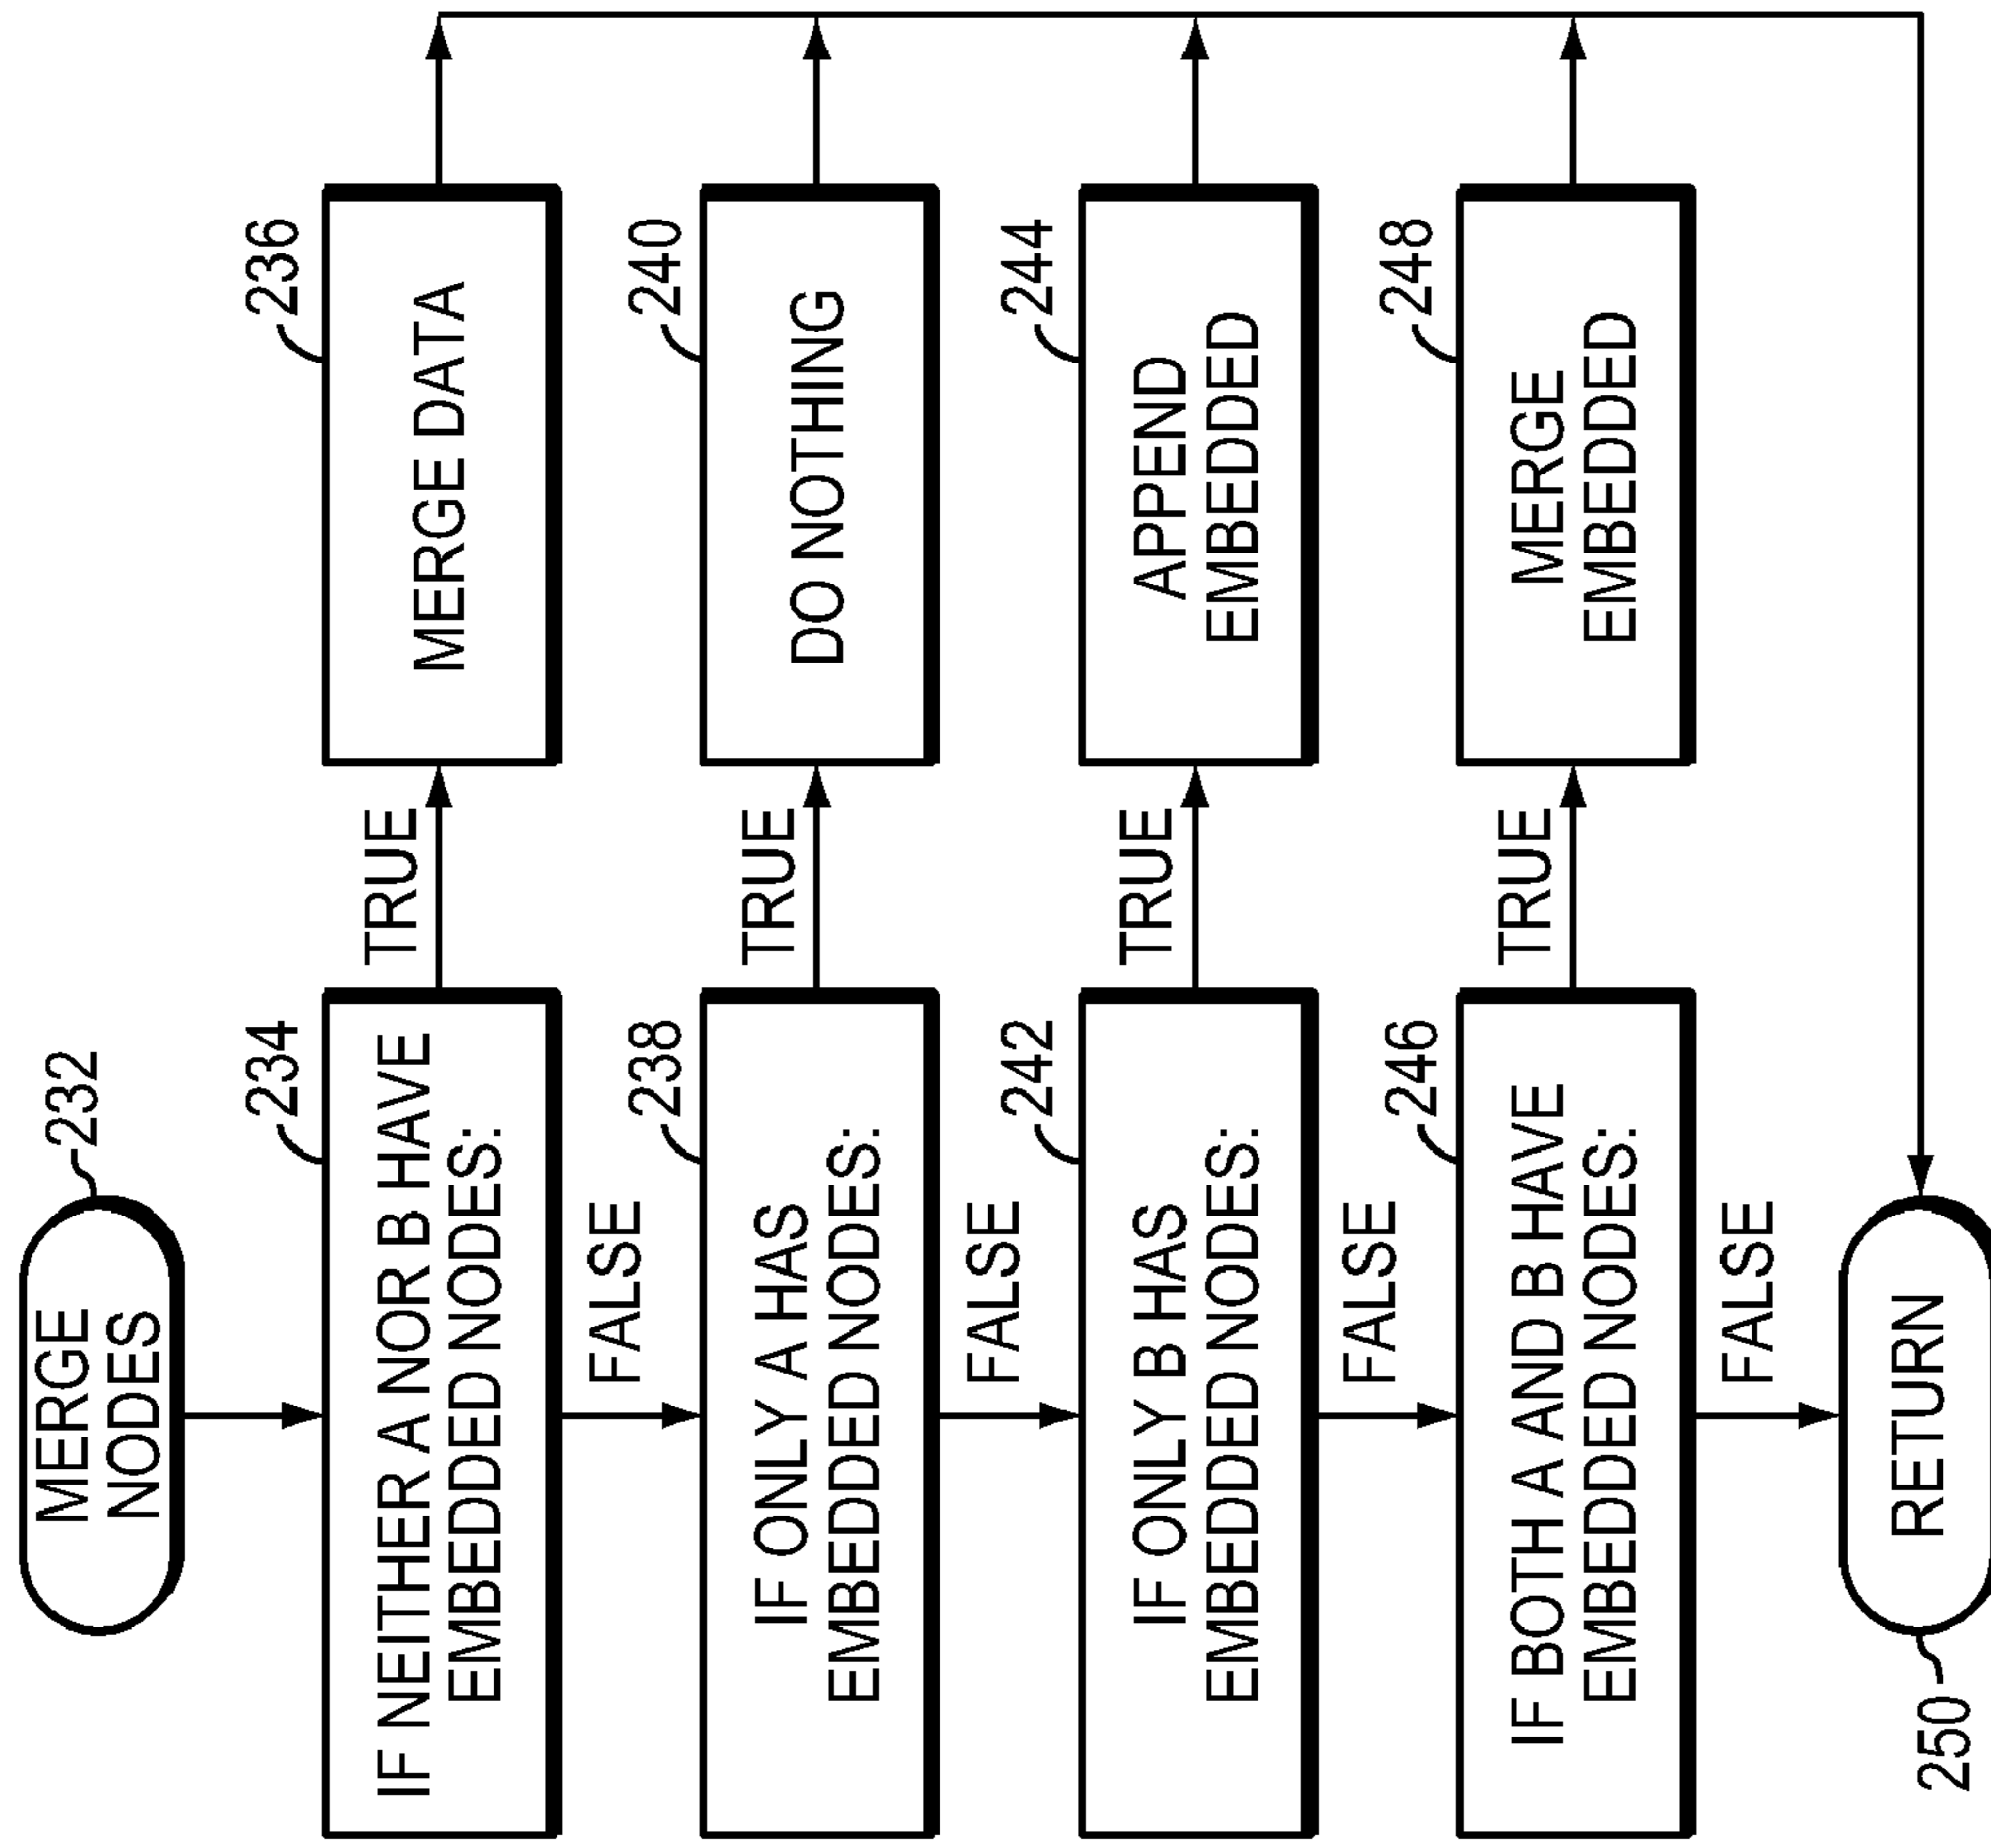 MERGE
NODES
232
234
IF NEITHER A NOR B HAVE
EMBEDDED NODES:
TRUE
236
MERGE DATA
FALSE
238
IF ONLY A HAS
EMBEDDED NODES:
TRUE
240
DO NOTHING
FALSE
242
IF ONLY B HAS
EMBEDDED NODES:
TRUE
244
APPEND
EMBEDDED
FALSE
246
IF BOTH A AND B HAVE
EMBEDDED NODES:
TRUE
248
MERGE
EMBEDDED
FALSE
RETURN
250